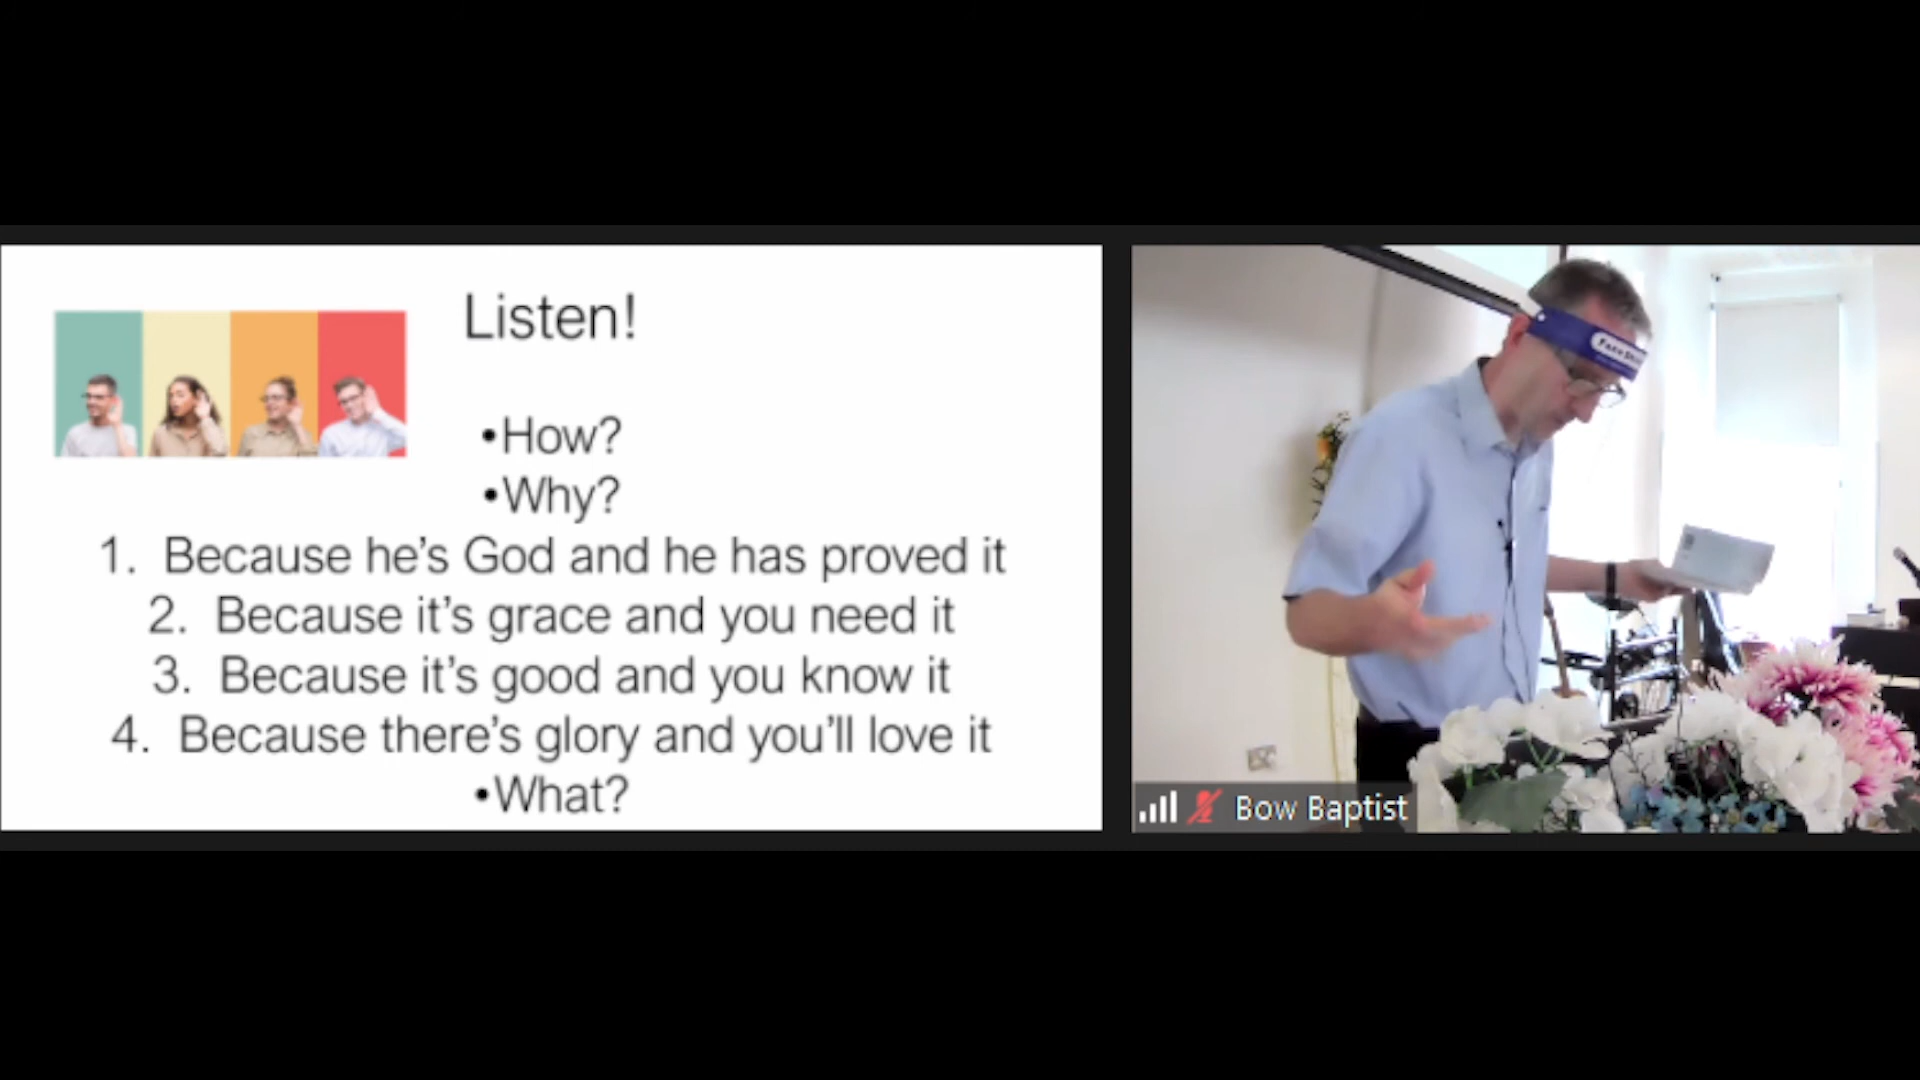 Listen!
•How?
•Why?
1. Because he's God and he has proved it
2. Because it's grace and you need it
3. Because it's good and you know it
4. Because there's glory and you'll love it
•What?
Bow Baptist